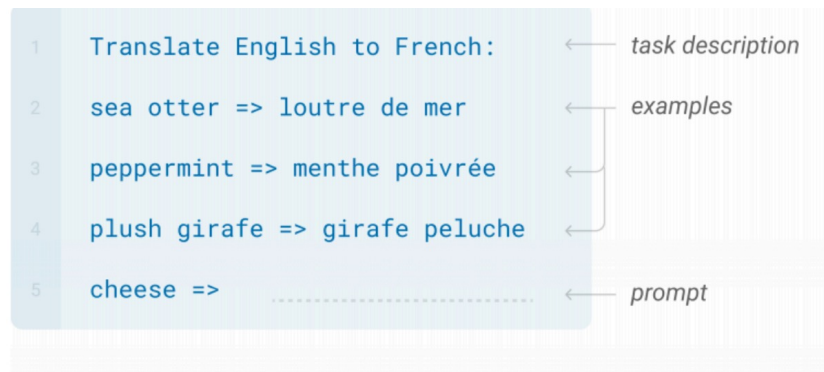 1 Translate English to French: task description
2 sea otter => loutre de mer examples
3 peppermint => menthe poivrée
4 plush girafe => girafe peluche
5 cheese => prompt